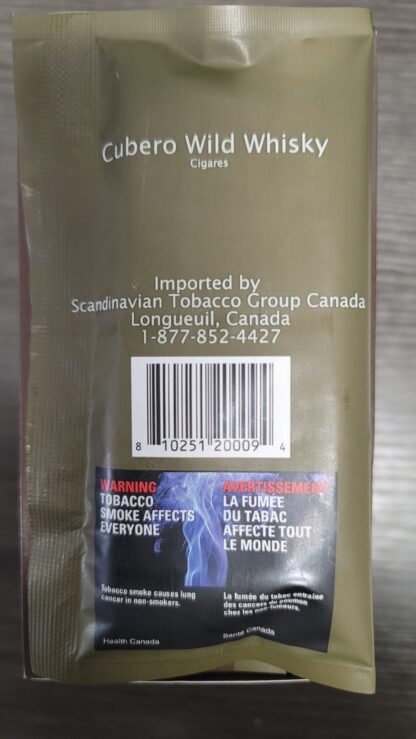 Cubero Wild Whisky
Cigares
Imported by
Scandinavian Tobacco Group Canada
Longueuil, Canada
1-877-852-4427
8 10251 20009 4
WARNING
TOBACCO
SMOKE AFFECTS
EVERYONE
Tobacco smoke causes lung
cancer in non-smokers.
Health Canada
AVERTISSEMENT
LA FUMÉE
DU TABAC
AFFECTE TOUT
LE MONDE
La fumée du tabac entraîne
des cancers du poumon
chez les non-fumeurs.
Santé Canada